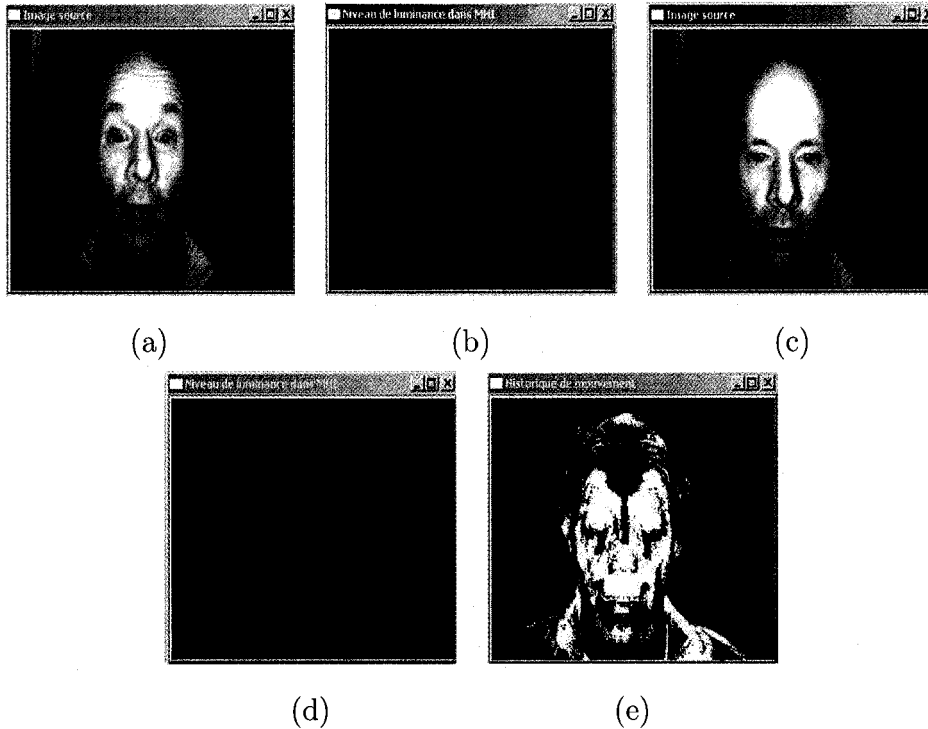 Image source
Niveau de luminance dans MHI
Image source
(a)
(b)
(c)
Niveau de luminance dans MHI
Historique de mouvement
(d)
(e)